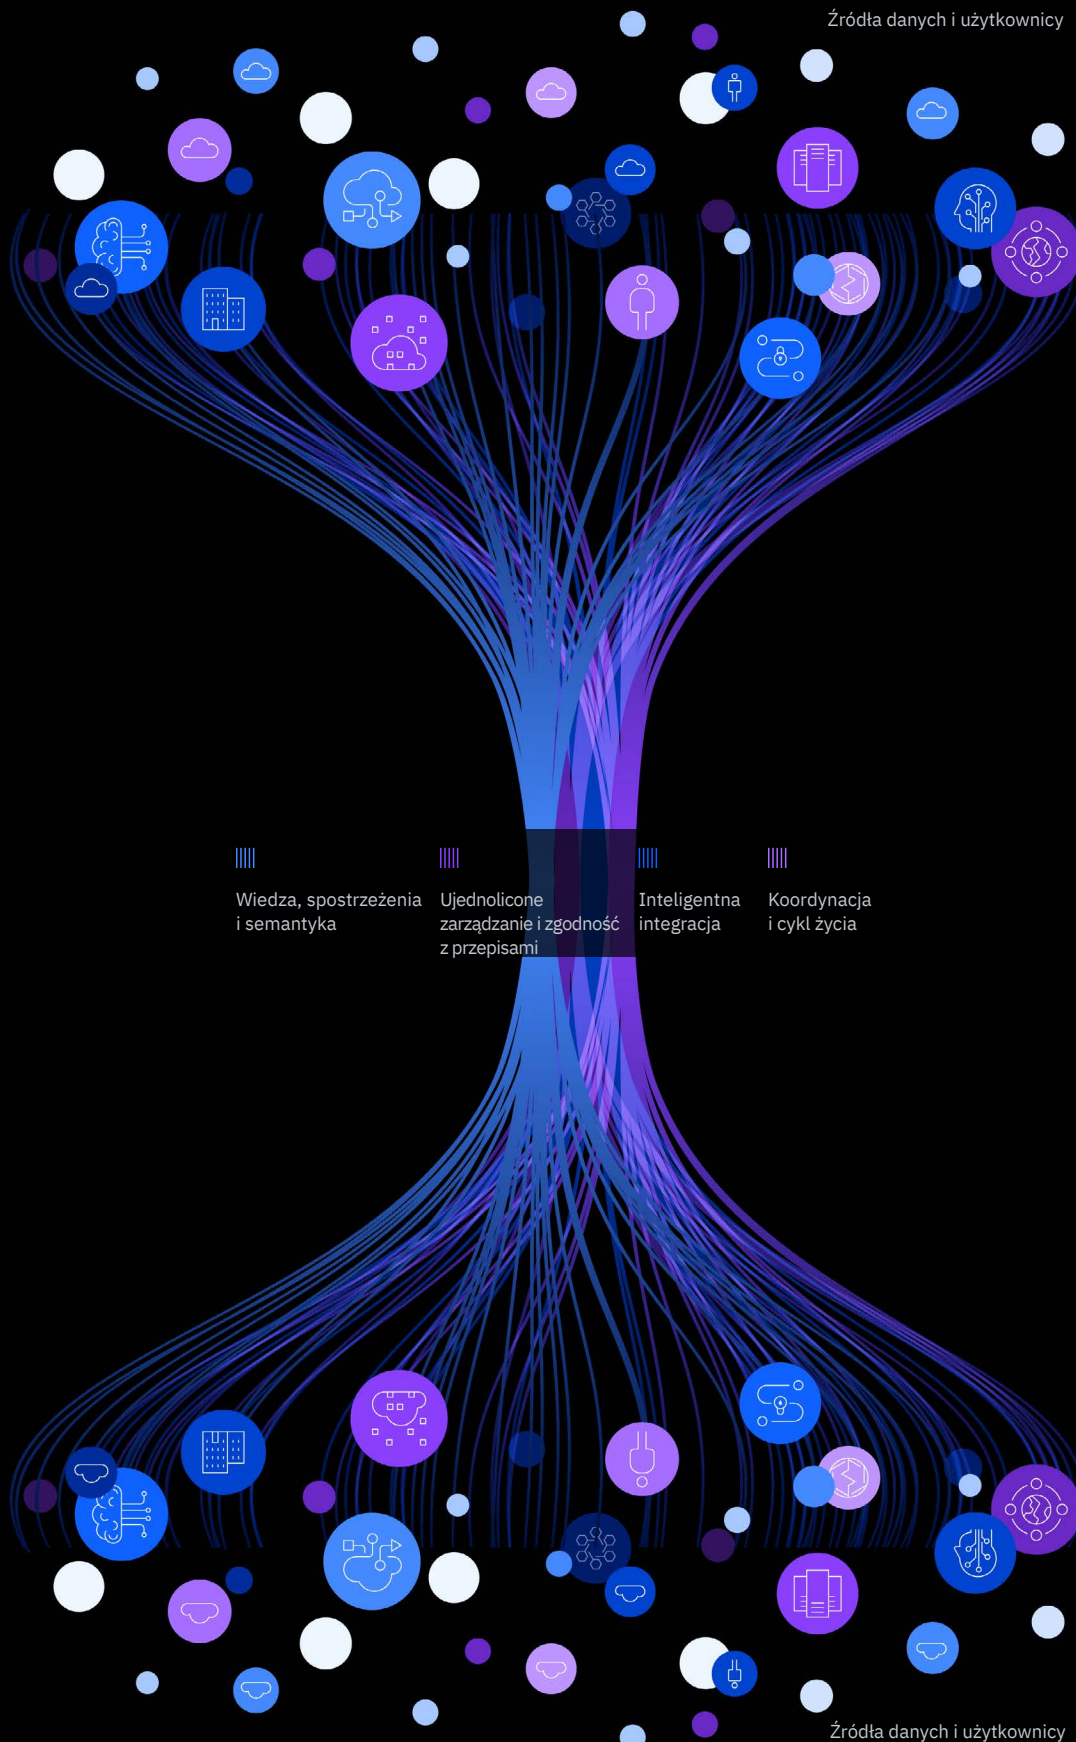 Źródła danych i użytkownicy
Wiedza, spostrzeżenia
i semantyka
Ujednolicone
zarządzanie i zgodność
z przepisami
Inteligentna
integracja
Koordynacja
i cykl życia
Źródła danych i użytkownicy